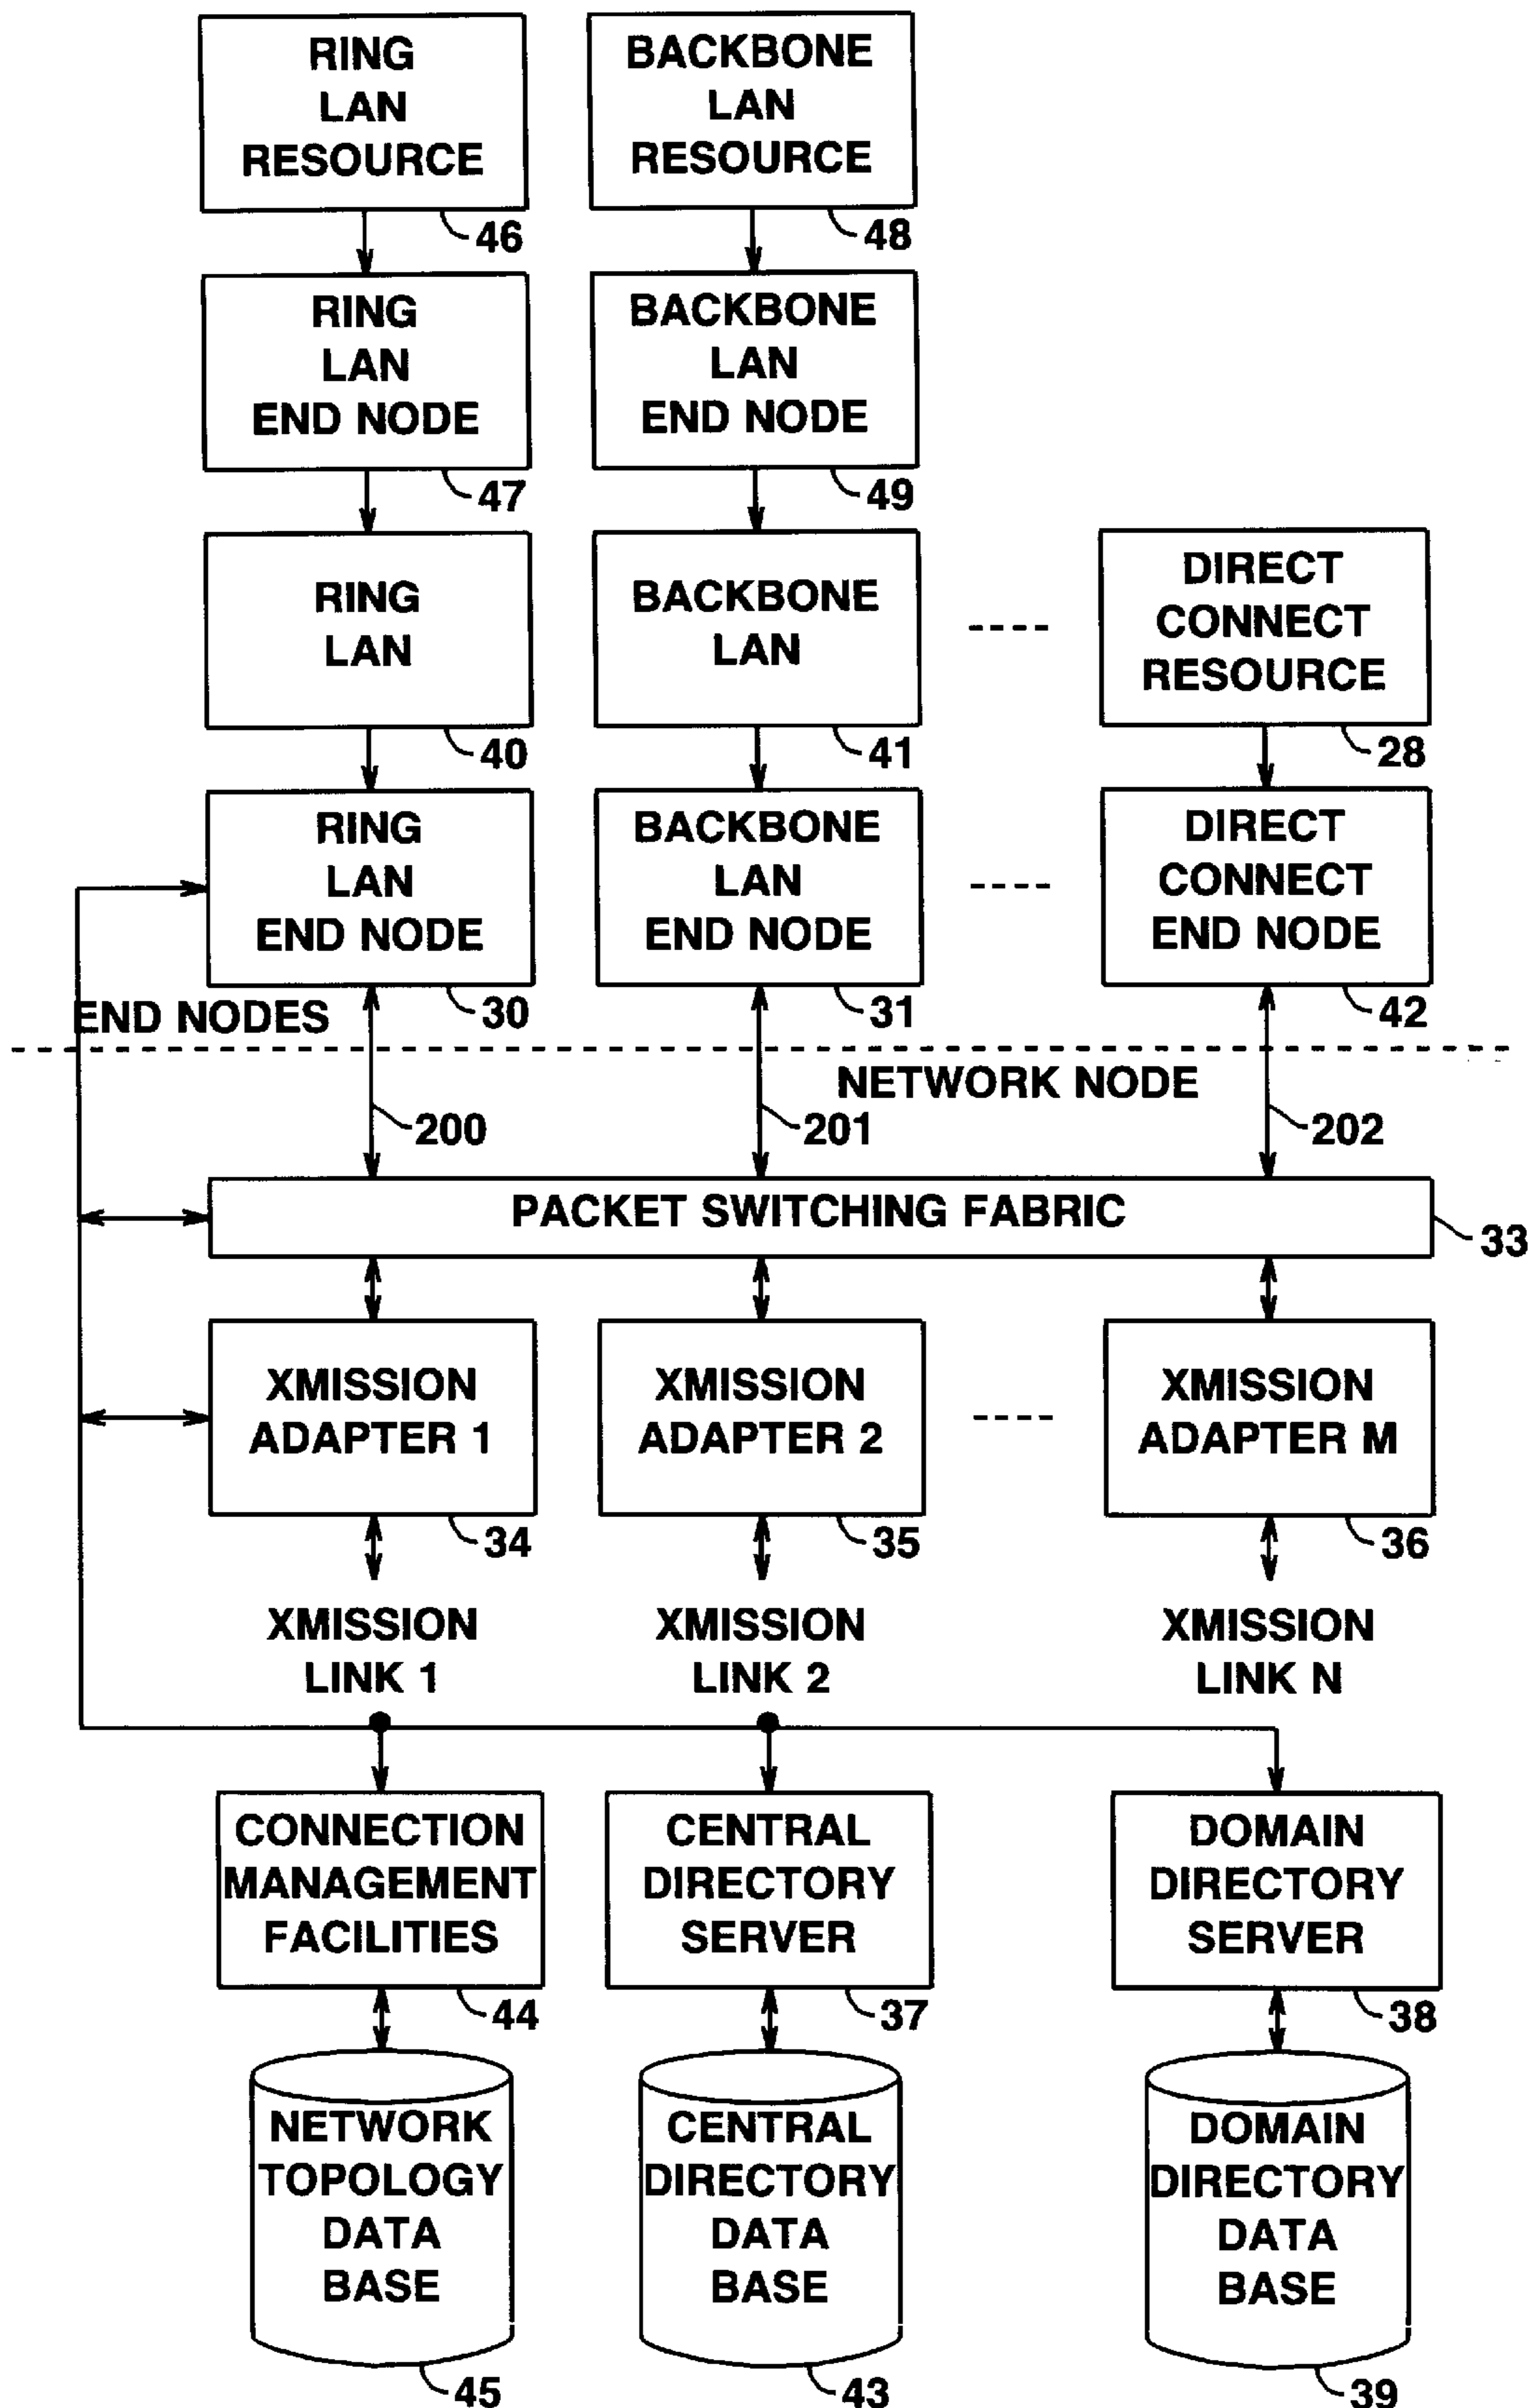 RING
LAN
RESOURCE
46
BACKBONE
LAN
RESOURCE
48
RING
LAN
END NODE
47
BACKBONE
LAN
END NODE
49
RING
LAN
40
BACKBONE
LAN
41
DIRECT
CONNECT
RESOURCE
28
RING
LAN
END NODE
30
BACKBONE
LAN
END NODE
31
DIRECT
CONNECT
END NODE
42
END NODES
NETWORK NODE
200
201
202
PACKET SWITCHING FABRIC
33
XMISSION
ADAPTER 1
34
XMISSION
ADAPTER 2
35
XMISSION
ADAPTER M
36
XMISSION
LINK 1
XMISSION
LINK 2
XMISSION
LINK N
CONNECTION
MANAGEMENT
FACILITIES
44
CENTRAL
DIRECTORY
SERVER
37
DOMAIN
DIRECTORY
SERVER
38
NETWORK
TOPOLOGY
DATA
BASE
45
CENTRAL
DIRECTORY
DATA
BASE
43
DOMAIN
DIRECTORY
DATA
BASE
39